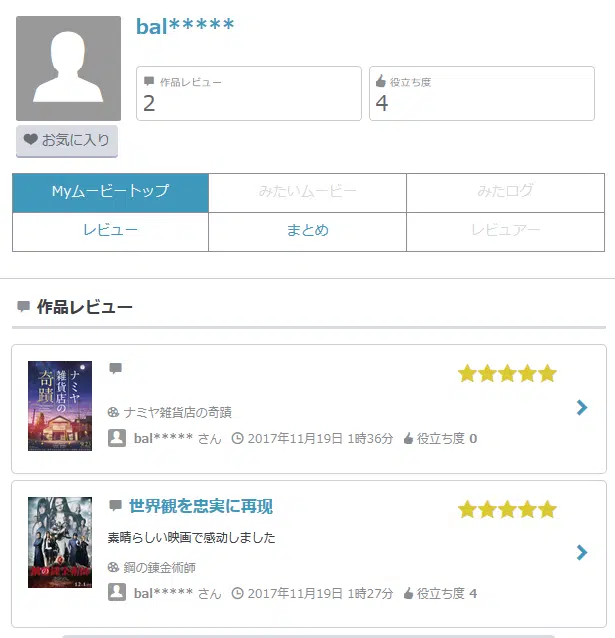 bal*****
作品レビュー
2
役立ち度
4
お気に入り
Myムービートップ
みたいムービー
みたログ
レビュー
まとめ
レビュアー
作品レビュー
ナミヤ
雑貨店の
奇蹟
ナミヤ雑貨店の奇蹟
bal***** さん 2017年11月19日 1時36分 役立ち度 0
世界観を忠実に再現
素晴らしい映画で感動しました
鋼の錬金術師
鋼の錬金術師
bal***** さん 2017年11月19日 1時27分 役立ち度 4